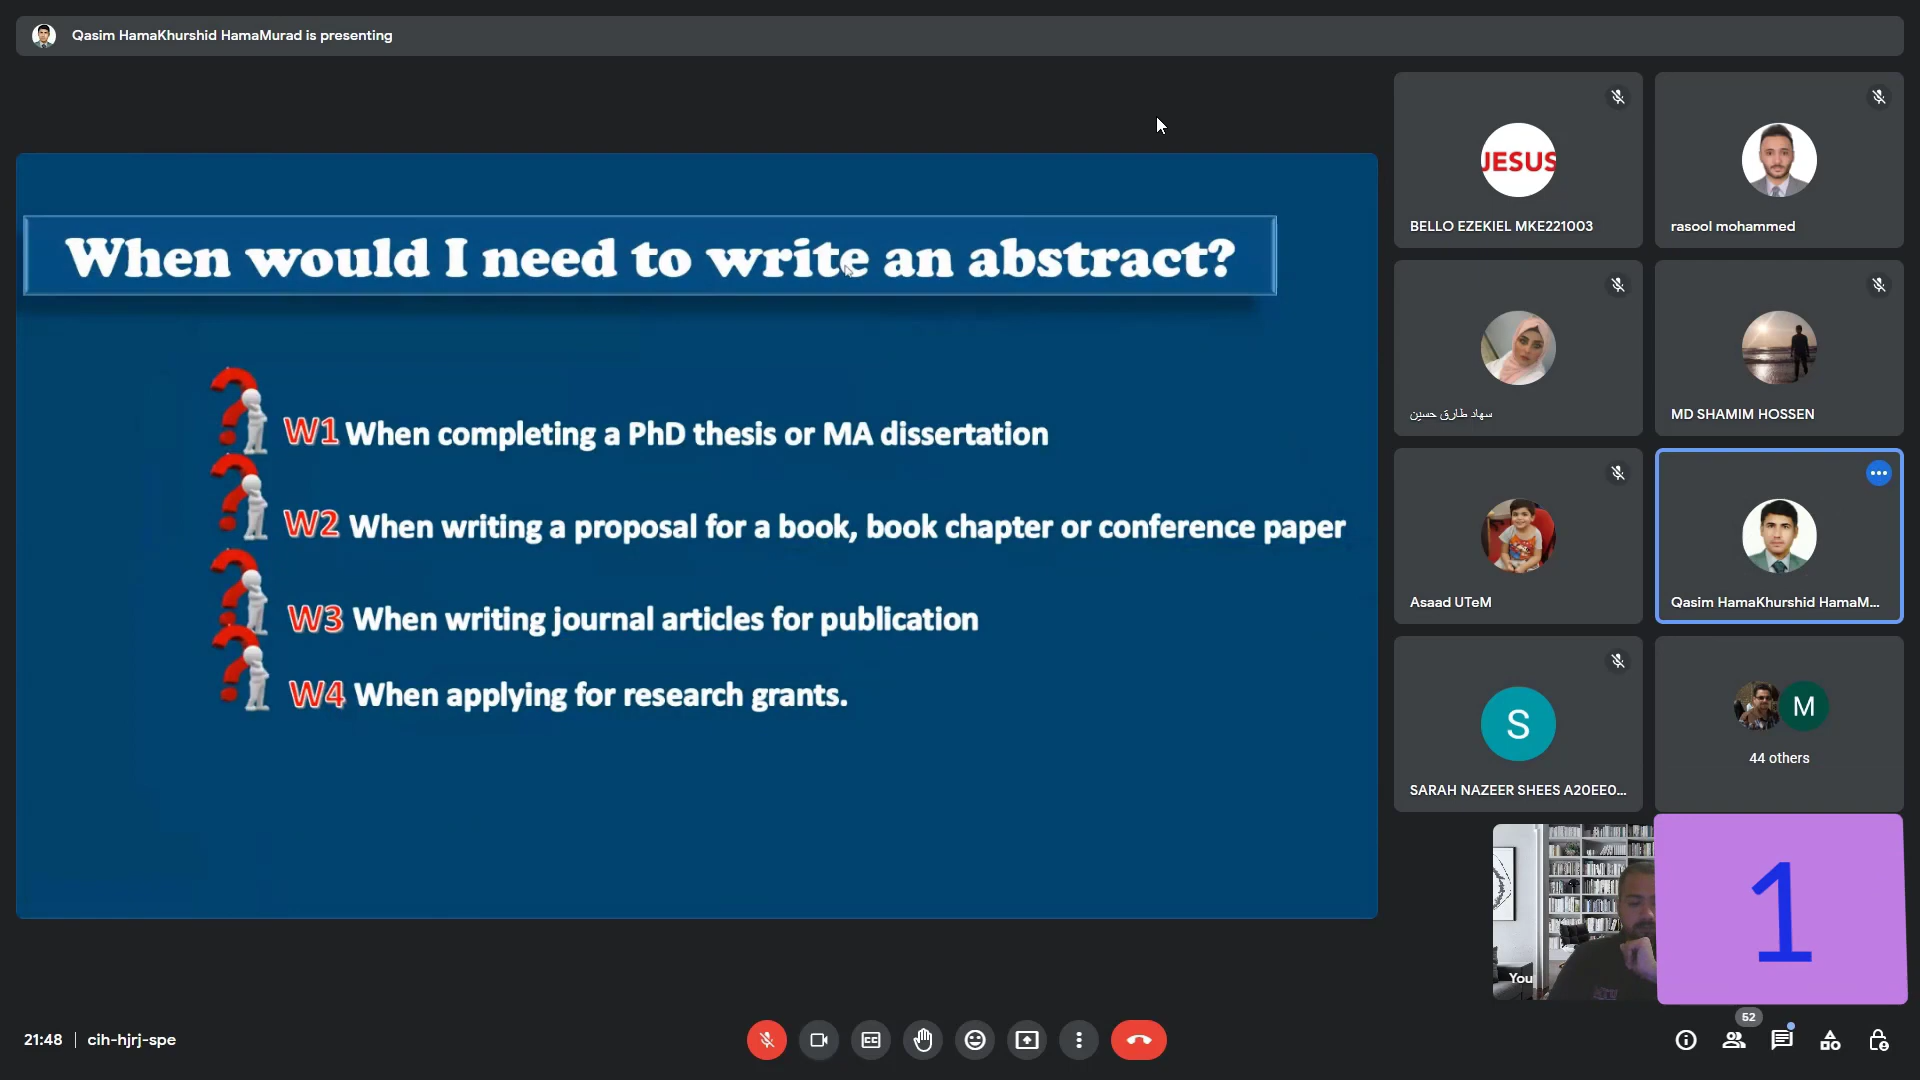 Qasim HamaKhurshid HamaMurad is presenting
When would I need to write an abstract?
W1 When completing a PhD thesis or MA dissertation
W2 When writing a proposal for a book, book chapter or conference paper
W3 When writing journal articles for publication
W4 When applying for research grants.
JESUS
BELLO EZEKIEL MKE221003
rasool mohammed
سهاد طارق حسين
MD SHAMIM HOSSEN
Asaad UTeM
Qasim HamaKhurshid HamaM...
S
SARAH NAZEER SHEES A20EE0...
M
44 others
You
1
21:48 | cih-hjrj-spe
CC
52